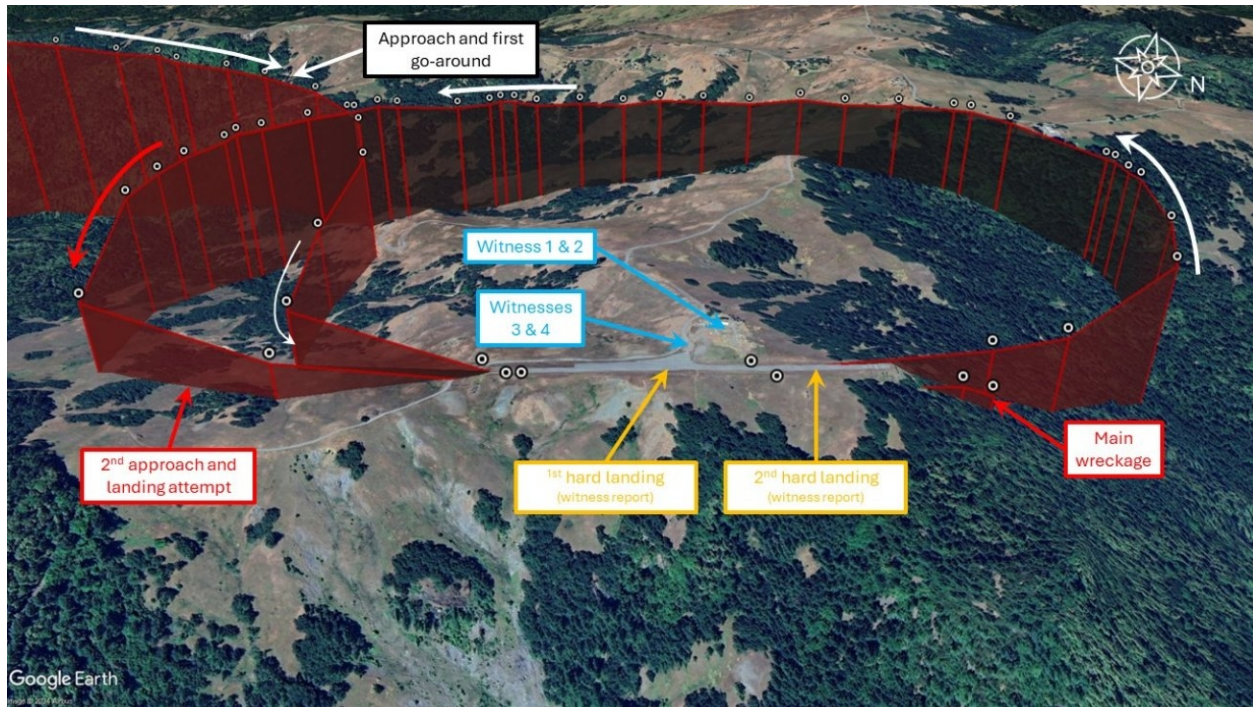 Approach and first
go-around
N
Witness 1 & 2
Witnesses
3 & 4
2nd approach and
landing attempt
1st hard landing
(witness report)
2nd hard landing
(witness report)
Main
wreckage
Google Earth